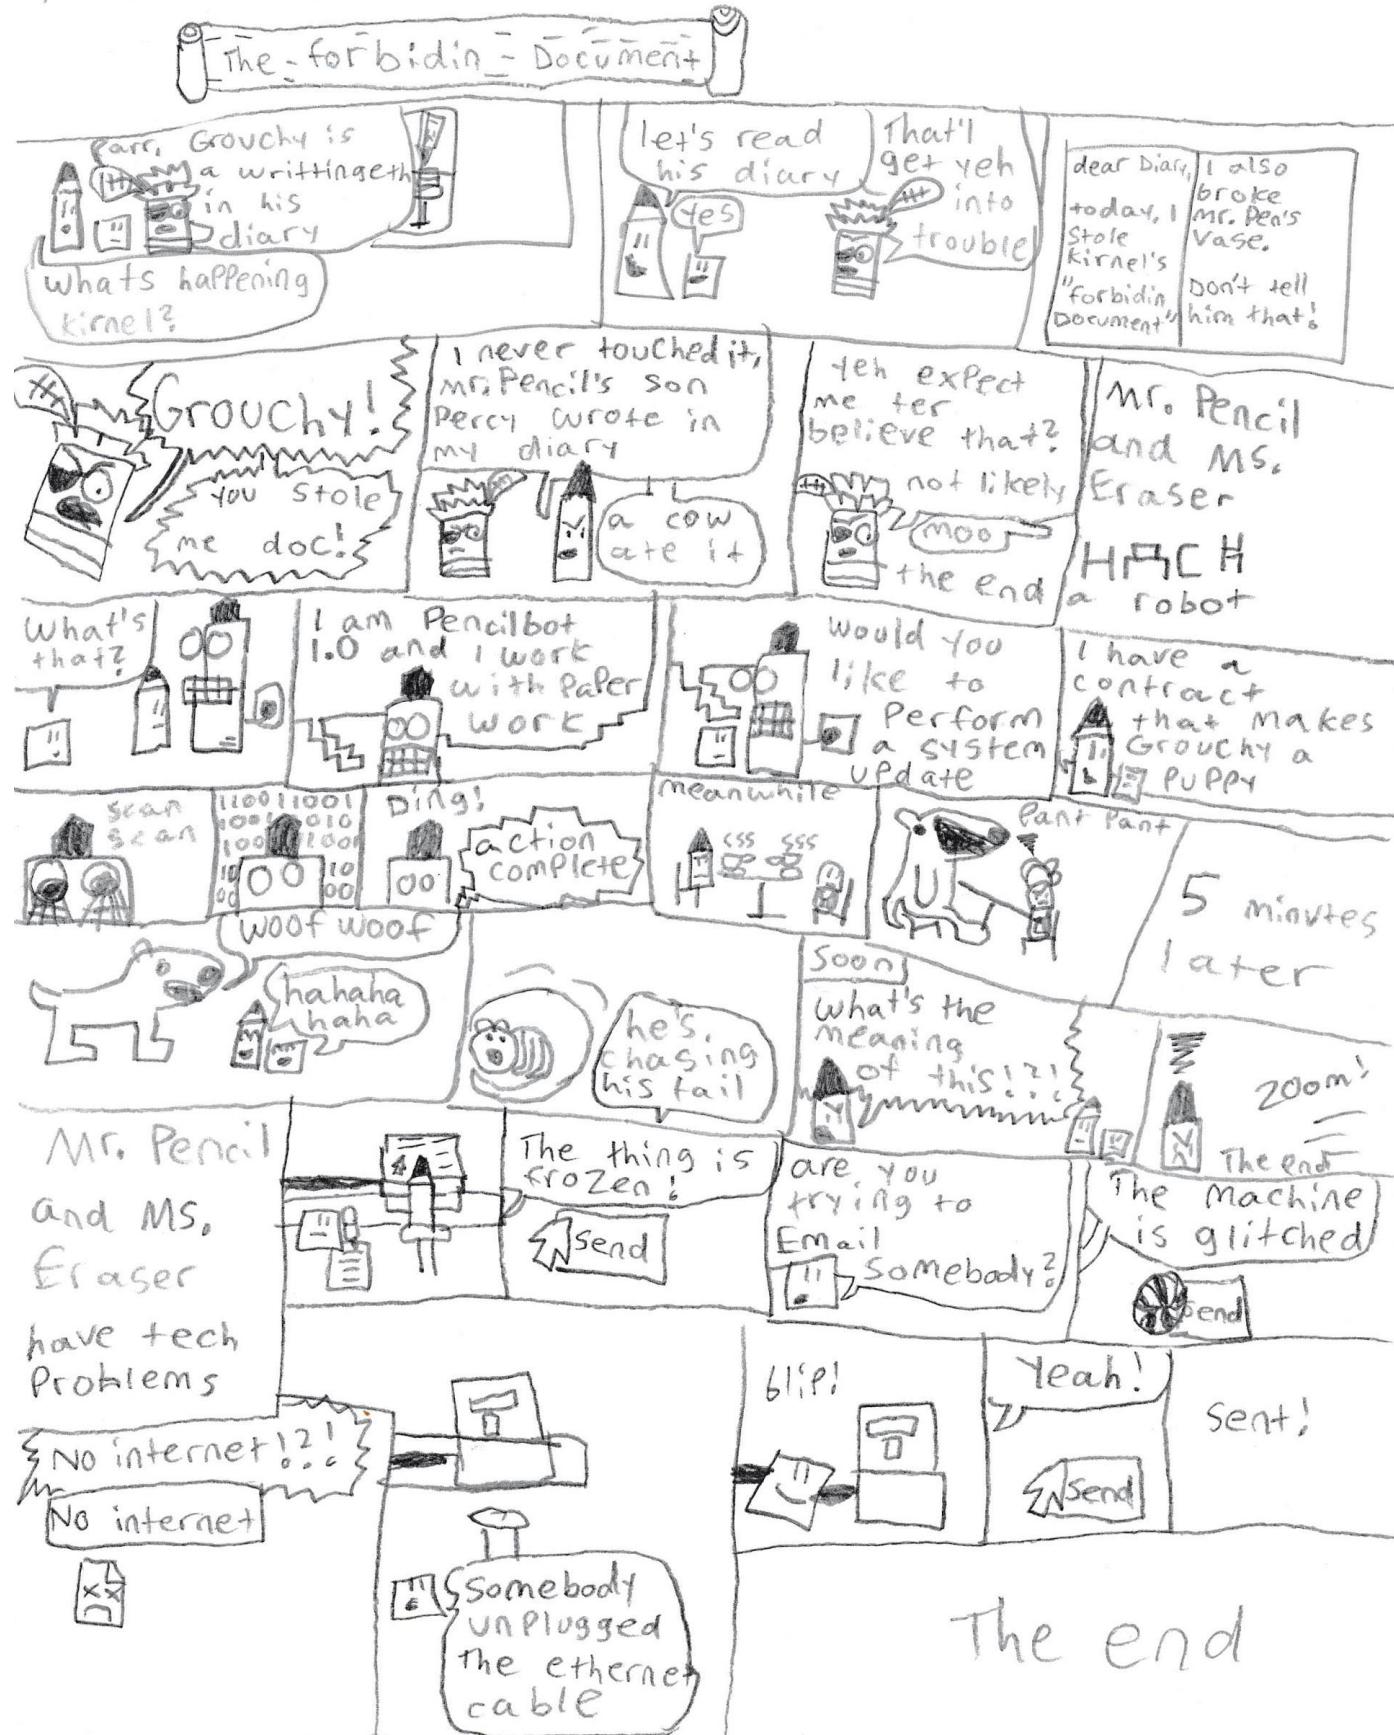 The - forbidin - Document
Parr, Grouchy is
a writtingeth
in his
diary
whats happening
kirnel?
let's read
his diary
yes
That'l
get yeh
into
trouble!
dear Diary,
today, I
stole
kirnel's
"forbidin
Document"
I also
broke
Mr. Pen's
vase.
Don't tell
him that!
Grouchy!
You stole
me doc!
I never touched it,
Mr. Pencil's son
Percy wrote in
my diary
a cow
ate it
Yeh expect
me ter
believe that?
not likely
moo
the end
Mr. Pencil
and Ms.
Eraser
HACH
a robot
What's
that?
I am Pencilbot
1.0 and I work
with Paper
work
Would you
like to
Perform
a system
update
I have a
contract
that makes
Grouchy a
puppy
scan
scan
Ding!
action
complete
Meanwhile
sss sss
Pant Pant
5 minutes
later
woof woof
hahaha
haha
he's
chasing
his tail
Soon
What's the
meaning
of this!?!
zoom!
The end
Mr. Pencil
and Ms.
Eraser
have tech
Problems
The thing is
frozen!
Send
are you
trying to
Email
somebody?
The machine
is glitched
Send
No internet!?!
No internet
Somebody
unplugged
the ethernet
cable
blip!
Yeah!
Send
Sent!
The end